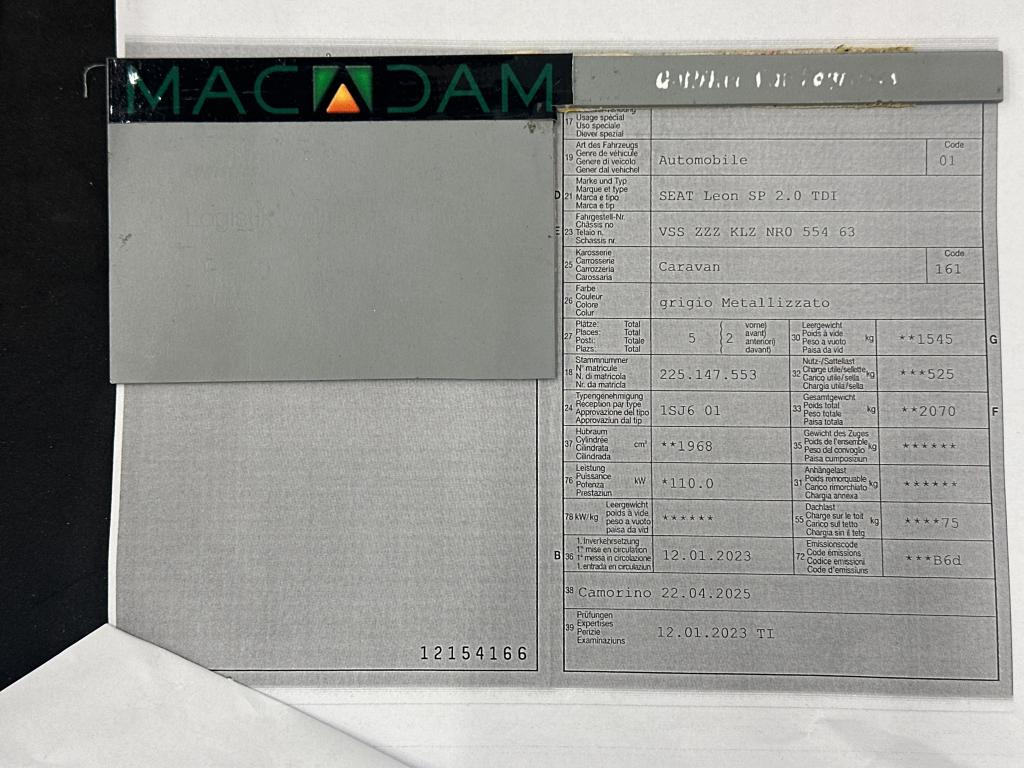 MACADAM
17 Usage spécial
Uso speciale
Diever spezial
19 Art des Fahrzeugs
Genre de véhicule
Genere di veicolo
Gener dal vehichel
Automobile
Code
01
D 21 Marke und Typ
Marque et type
Marca e tipo
Marca e tip
SEAT Leon SP 2.0 TDI
E 23 Fahrgestell-Nr.
Châssis no
Telaio n.
Schassis nr.
VSS ZZZ KLZ NR0 554 63
25 Karosserie
Carrosserie
Carrozzeria
Carossaria
Caravan
Code
161
26 Farbe
Couleur
Colore
Colur
grigio Metallizzato
27 Plätze: Total
Places: Total
Posti: Totale
Plazs: Total
5 ( 2 vorne)
avant)
anteriori)
davant)
30 Leergewicht
Poids à vide
Peso a vuoto
Paisa da vid
kg **1545 G
18 Stammnummer
N° matricule
N. di matricola
Nr. da matricla
225.147.553
32 Nutz-/Sattellast
Charge utile/sellette
Carico utile/sella
Chargia utila/sella
kg ***525
24 Typengenehmigung
Réception par type
Approvazione del tipo
Approvaziun dal tip
1SJ6 01
33 Gesamtgewicht
Poids total
Peso totale
Paisa totala
kg **2070 F
37 Hubraum
Cylindrée
Cilindrata
Cilindrada
cm³ **1968
35 Gewicht des Zuges
Poids de l'ensemble
Peso del convoglio
Paisa cumposiziun
kg ******
76 Leistung
Puissance
Potenza
Prestaziun
kW *110.0
31 Anhängelast
Poids remorquable
Carico rimorchiato
Chargia annexa
kg ******
78 kW/kg Leergewicht
poids à vide
peso a vuoto
paisa da vid
******
55 Dachlast
Charge sur le toit
Carico sul tetto
Chargia sin il tetg
kg ****75
B 36 1. Inverkehrsetzung
1re mise en circulation
1a messa in circolazione
1. entrada en circulaziun
12.01.2023
72 Emissionscode
Code émissions
Codice emissioni
Code d'emissiuns
***B6d
38 Camorino 22.04.2025
39 Prüfungen
Expertises
Perizie
Examinaziuns
12.01.2023 TI
12154166